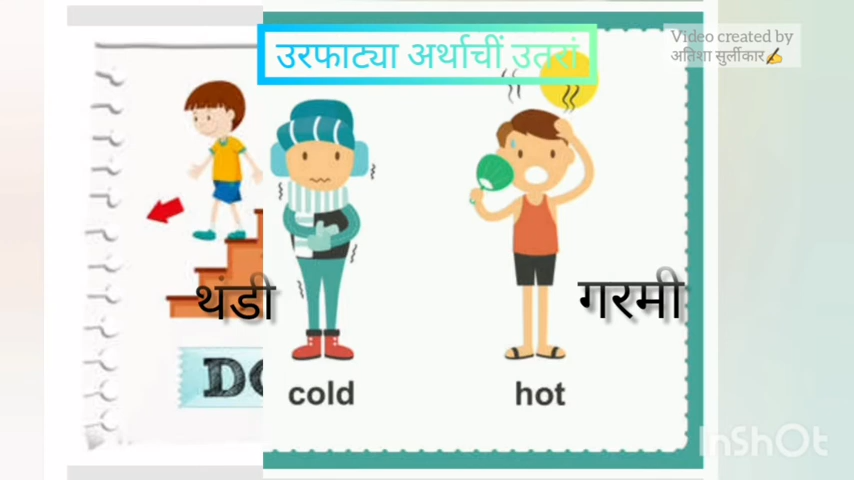 Video created by
उरफाट्या अर्थाचीं उतरां
अतिशा सुर्लीकार✍️
थंडी
गरमी
cold
hot
InShOt